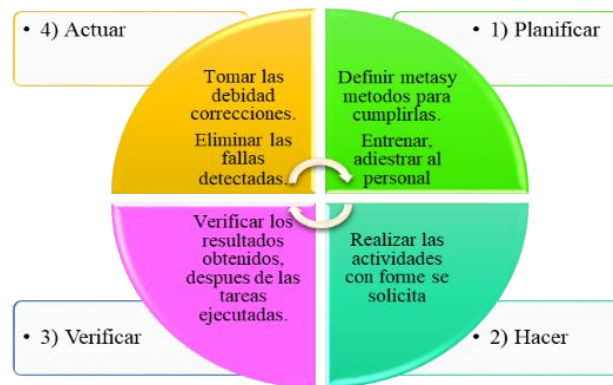 • 4) Actuar
• 1) Planificar
Tomar las
debidad
correcciones.
Eliminar las
fallas
detectadas.
Definir metasy
metodos para
cumplirlas.
Entrenar,
adiestrar al
personal
Verificar los
resultados
obtenidos,
despues de las
tareas
ejecutadas.
Realizar las
actividades
con forme se
solicita
• 3) Verificar
• 2) Hacer